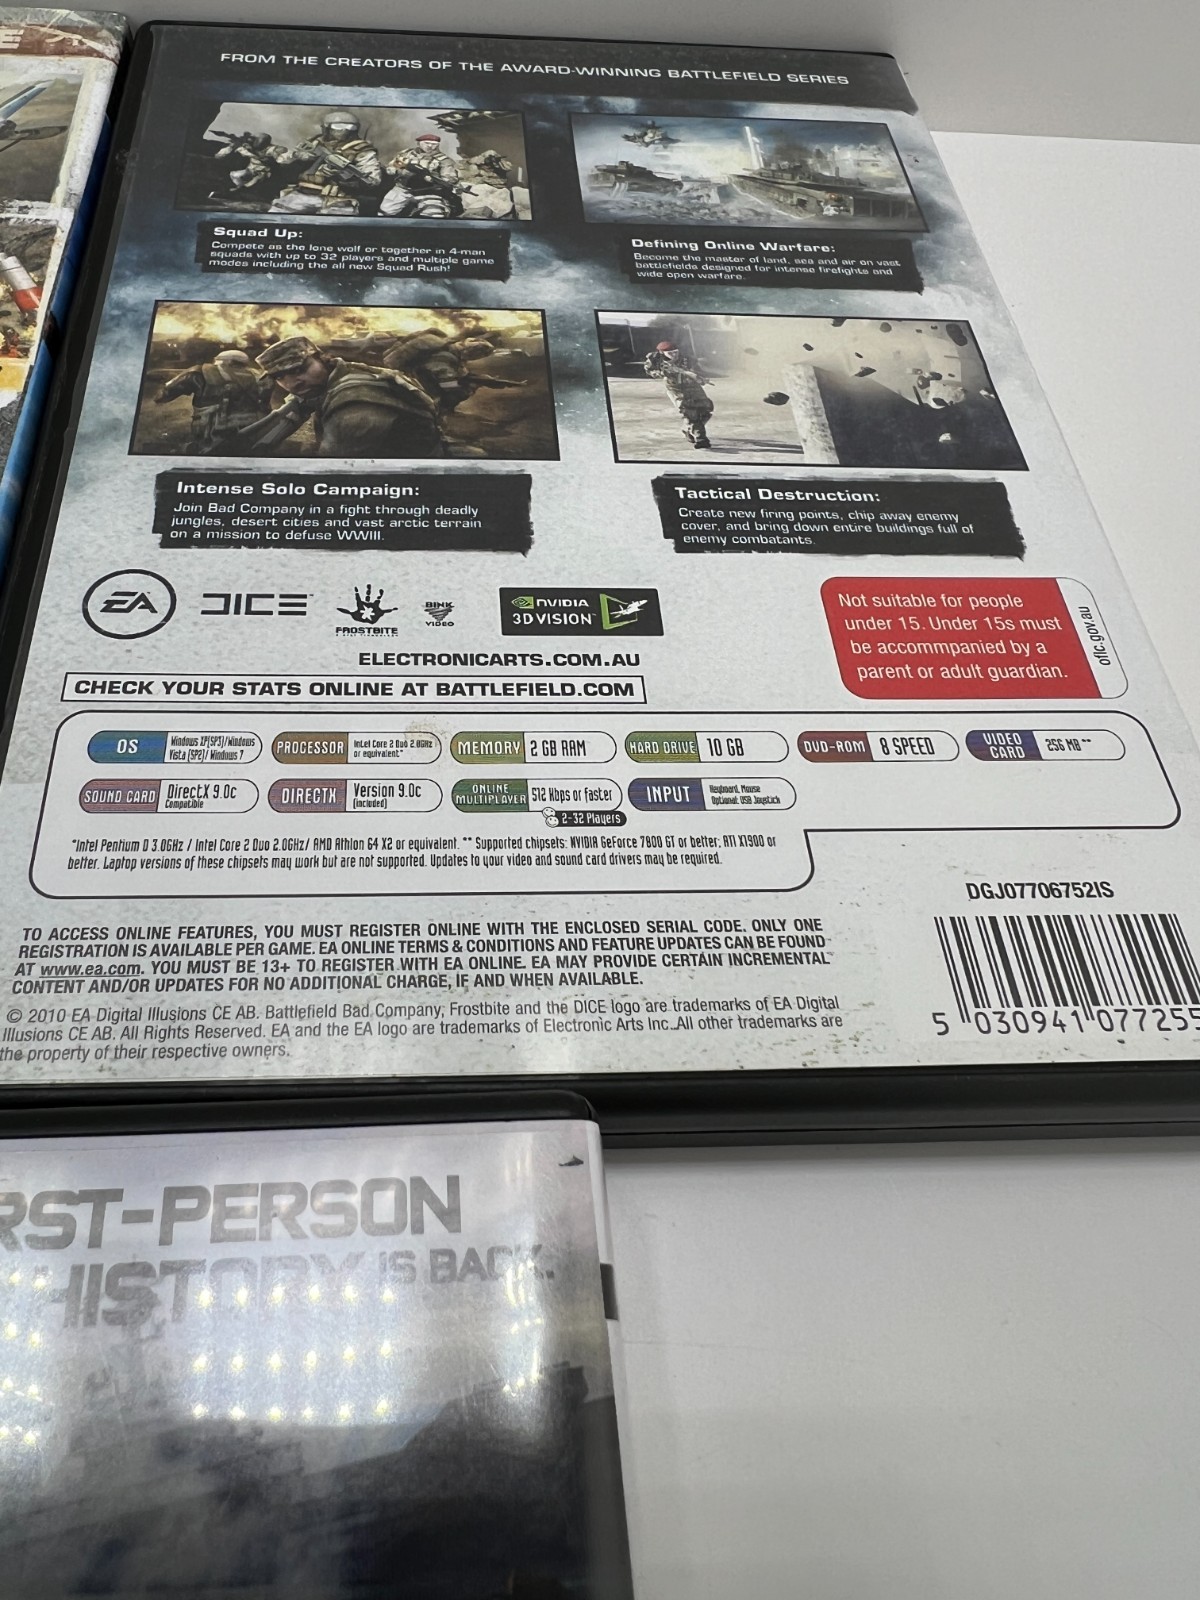 FROM THE CREATORS OF THE AWARD-WINNING BATTLEFIELD SERIES
Squad Up:
Compete as the lone wolf or together in 4-man
squads with up to 32 players and multiple game
modes including the all new Squad Rush!
Defining Online Warfare:
Become the master of land, sea and air on vast
battlefields designed for intense firefights and
wide open warfare.
Intense Solo Campaign:
Join Bad Company in a fight through deadly
jungles, desert cities and vast arctic terrain
on a mission to defuse WWIII.
Tactical Destruction:
Create new firing points, chip away enemy
cover, and bring down entire buildings full of
enemy combatants.
EA
DICE
FROSTBITE
BINK
VIDEO
NVIDIA
3D VISION™
Not suitable for people
under 15. Under 15s must
be accommpanied by a
parent or adult guardian.
oflc.gov.au
ELECTRONICARTS.COM.AU
CHECK YOUR STATS ONLINE AT BATTLEFIELD.COM
OS
Windows XP(SP3)/Windows
Vista (SP2)/ Windows 7
PROCESSOR
Intel Core 2 Duo 2.0GHz
or equivalent*
MEMORY
2 GB RAM
HARD DRIVE
10 GB
DVD-ROM
8 SPEED
VIDEO
CARD
256 MB**
SOUND CARD
DirectX 9.0c
Compatible
DIRECTX
Version 9.0c
(included)
ONLINE
MULTIPLAYER
512 Kbps or faster
2-32 Players
INPUT
Keyboard, Mouse
Optional: USB Joystick
*Intel Pentium D 3.0GHz / Intel Core 2 Duo 2.0GHz/ AMD Athlon 64 X2 or equivalent. ** Supported chipsets: NVIDIA GeForce 7800 GT or better; ATI X1900 or
better. Laptop versions of these chipsets may work but are not supported. Updates to your video and sound card drivers may be required.
DGJ07706752IS
TO ACCESS ONLINE FEATURES, YOU MUST REGISTER ONLINE WITH THE ENCLOSED SERIAL CODE. ONLY ONE
REGISTRATION IS AVAILABLE PER GAME. EA ONLINE TERMS & CONDITIONS AND FEATURE UPDATES CAN BE FOUND
AT www.ea.com. YOU MUST BE 13+ TO REGISTER WITH EA ONLINE. EA MAY PROVIDE CERTAIN INCREMENTAL
CONTENT AND/OR UPDATES FOR NO ADDITIONAL CHARGE, IF AND WHEN AVAILABLE.
© 2010 EA Digital Illusions CE AB. Battlefield Bad Company, Frostbite and the DICE logo are trademarks of EA Digital
Illusions CE AB. All Rights Reserved. EA and the EA logo are trademarks of Electronic Arts Inc. All other trademarks are
the property of their respective owners.
5 030941 077255
RST-PERSON
HISTORY IS BACK.